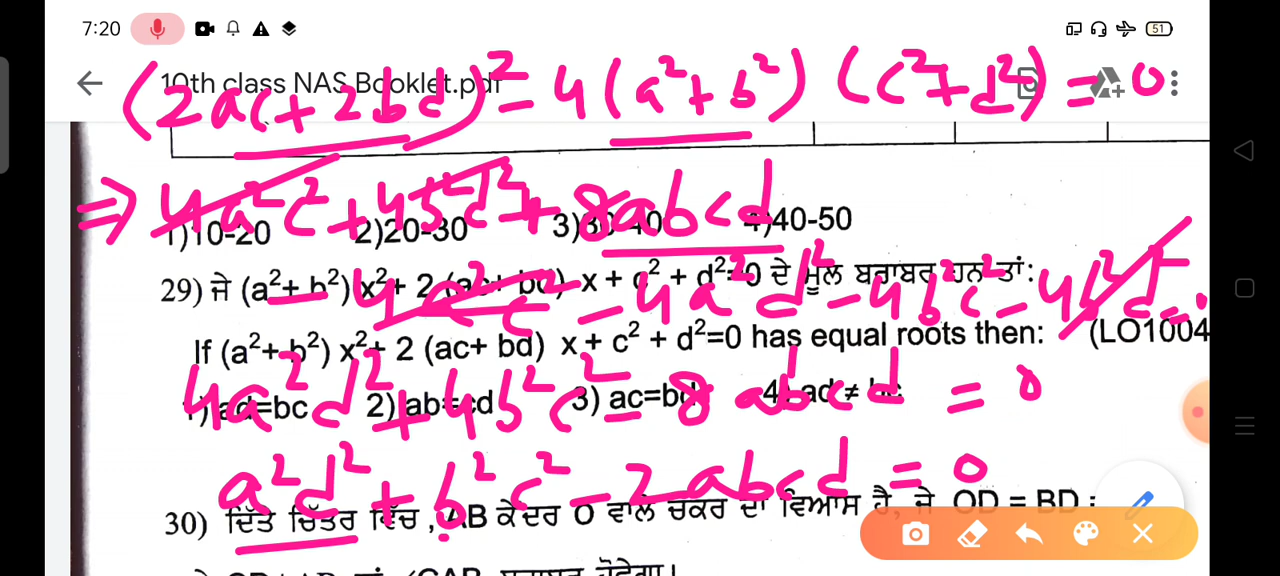 7:20 51
10th class NAS Booklet.pdf
(2ac+2bd)²-4(a²+b²)(c²+d²)=0
⇒ 4a²c²+4b²d²+8abcd
1)10-20 2)20-30 4)40-50
29) ਜੇ (a²+ b²) x²+ 2 (ac+ bd) x + c² + d²=0 ਦੇ ਮੂਲ ਬਰਾਬਰ ਹਨ ਤਾਂ:
-4a²d²-4b²c²-4b²d²=0
If (a²+ b²) x²+ 2 (ac+ bd) x + c² + d²=0 has equal roots then: (LO1004
4a²d²+4b²c²-8abcd=0
1) ad=bc 2) ab=cd 3) ac=bd 4) ad ≠ bc
a²d²+b²c²-2abcd=0
30) ਦਿੱਤੇ ਚਿੱਤਰ ਵਿੱਚ , AB ਕੇਂਦਰ O ਵਾਲੇ ਚੱਕਰ ਦਾ ਵਿਆਸ ਹੈ, ਜੇ OD = BD :